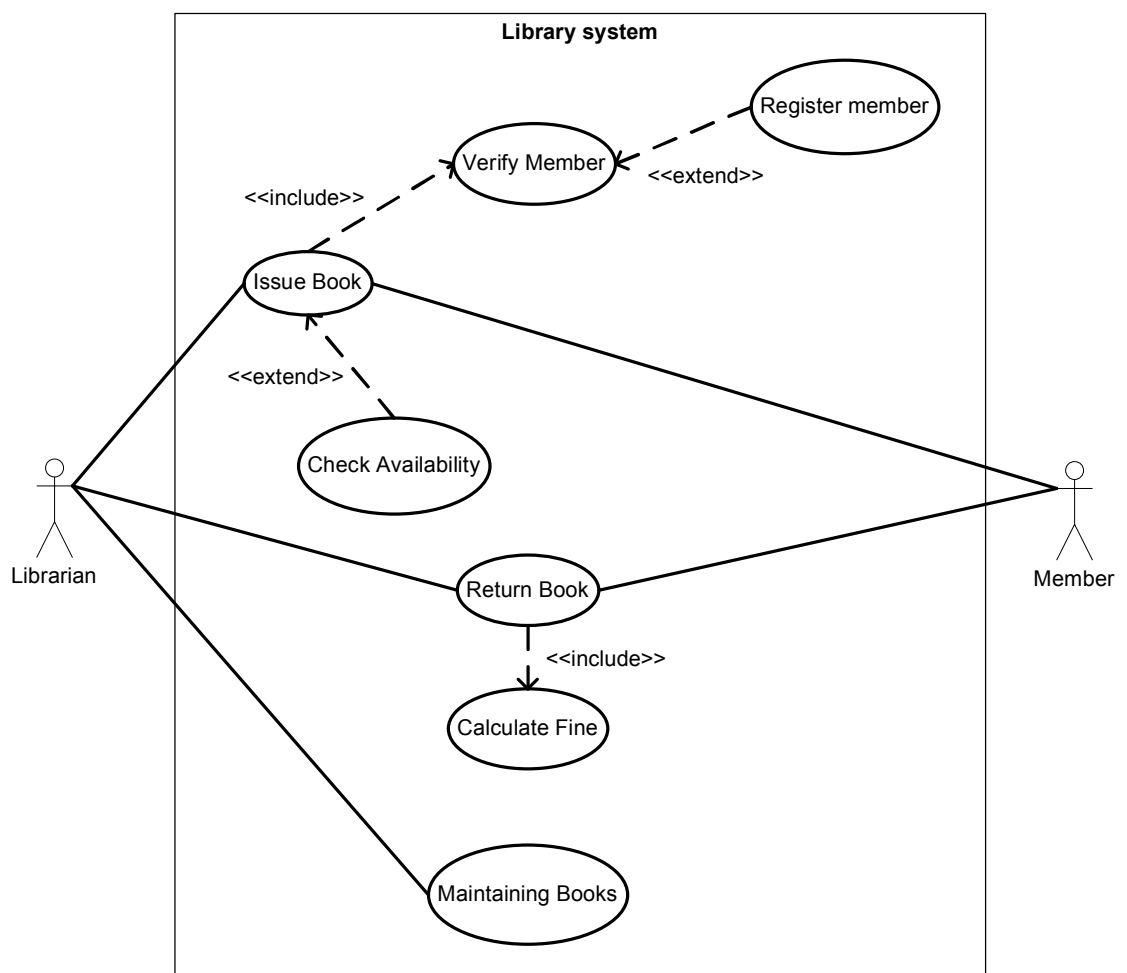 Library system
Register member
Verify Member
<<extend>>
<<include>>
Issue Book
<<extend>>
Check Availability
Librarian
Member
Return Book
<<include>>
Calculate Fine
Maintaining Books